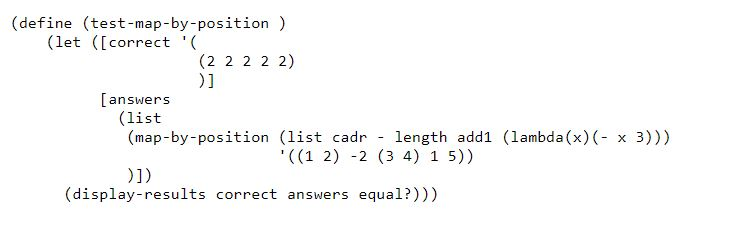 (define (test-map-by-position )
(let ([correct '(
(2 2 2 2 2)
)]
[answers
(list
(map-by-position (list cadr - length add1 (lambda(x)(- x 3)))
'((1 2) -2 (3 4) 1 5))
)])
(display-results correct answers equal?)))